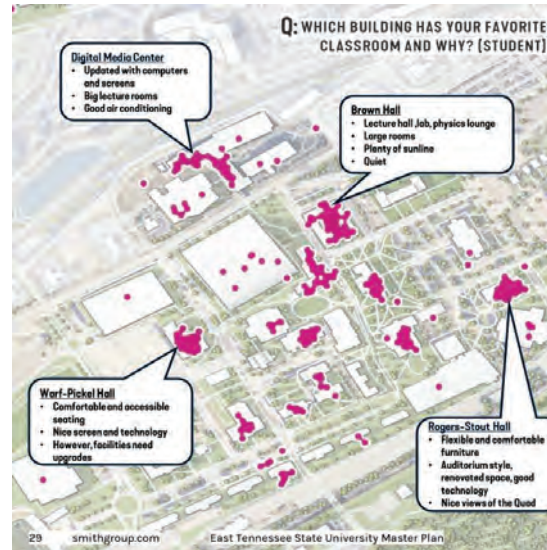 Q: WHICH BUILDING HAS YOUR FAVORITE
CLASSROOM AND WHY? (STUDENT)
Digital Media Center
• Updated with computers
and screens
• Big lecture rooms
• Good air conditioning
Brown Hall
• Lecture hall ,lab, physics lounge
• Large rooms
• Plenty of sunline
• Quiet
Warf-Pickel Hall
• Comfortable and accessible
seating
• Nice screen and technology
• However, facilities need
upgrades
Rogers-Stout Hall
• Flexible and comfortable
furniture
• Auditorium style,
renovated space, good
technology
• Nice views of the Quad
29 smithgroup.com East Tennessee State University Master Plan